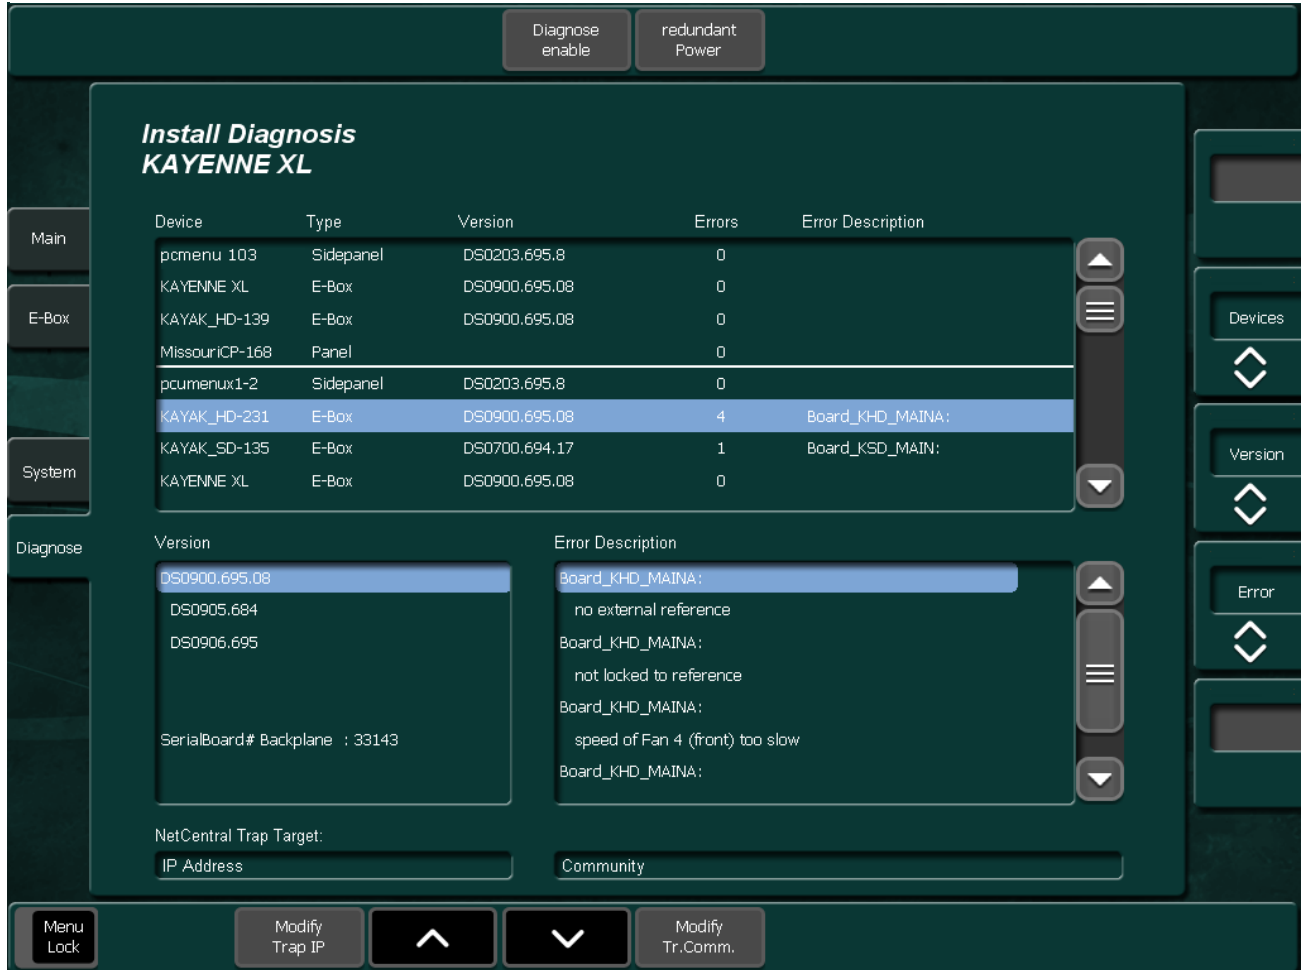 Diagnose
enable
redundant
Power
Install Diagnosis
KAYENNE XL
Device Type Version Errors Error Description
pcmenu 103 Sidepanel DS0203.695.8 0
KAYENNE XL E-Box DS0900.695.08 0
KAYAK_HD-139 E-Box DS0900.695.08 0
MissouriCP-168 Panel 0
pcumenux1-2 Sidepanel DS0203.695.8 0
KAYAK_HD-231 E-Box DS0900.695.08 4 Board_KHD_MAINA:
KAYAK_SD-135 E-Box DS0700.694.17 1 Board_KSD_MAIN:
KAYENNE XL E-Box DS0900.695.08 0
Main
E-Box
System
Diagnose
Version
DS0900.695.08
DS0905.684
DS0906.695
SerialBoard# Backplane : 33143
Error Description
Board_KHD_MAINA:
no external reference
Board_KHD_MAINA:
not locked to reference
Board_KHD_MAINA:
speed of Fan 4 (front) too slow
Board_KHD_MAINA:
NetCentral Trap Target:
IP Address
Community
Devices
Version
Error
Menu
Lock
Modify
Trap IP
Modify
Tr.Comm.